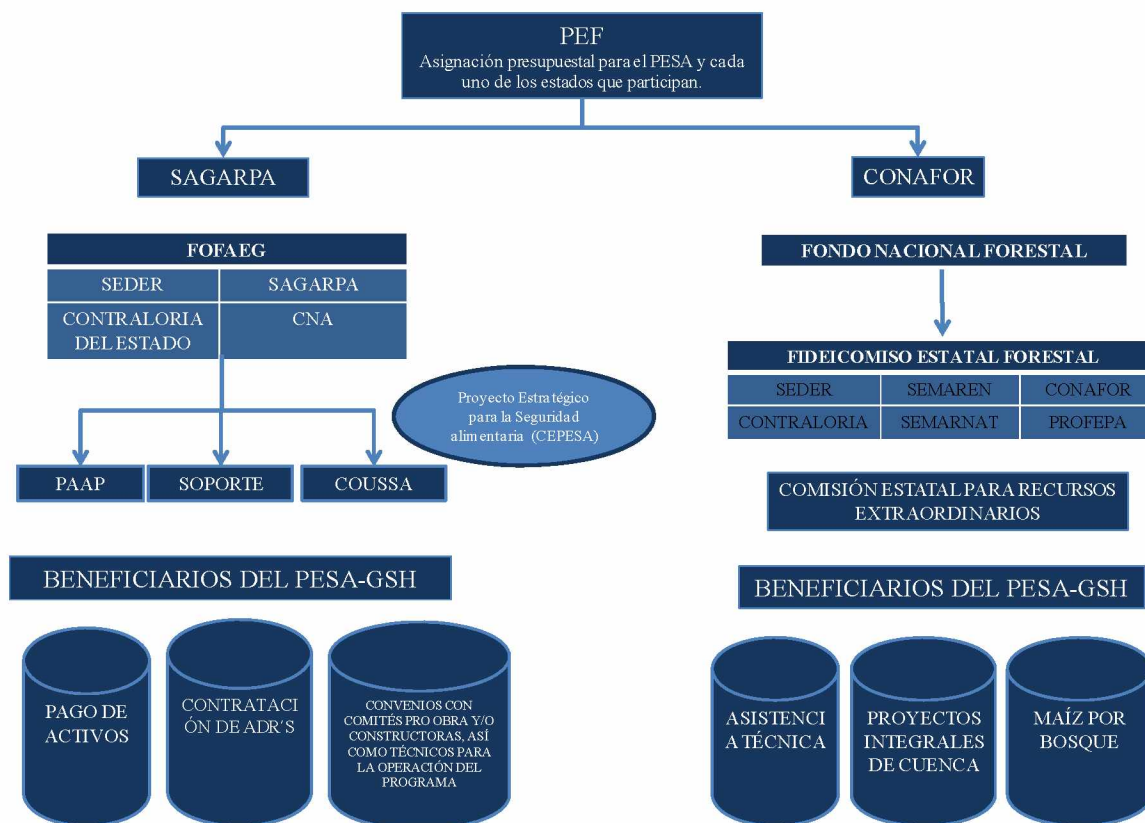 PEF
Asignación presupuestal para el PESA y cada
uno de los estados que participan.
SAGARPA
CONAFOR
FOFAEG
SEDER
SAGARPA
CONTRALORIA
DEL ESTADO
CNA
FONDO NACIONAL FORESTAL
FIDEICOMISO ESTATAL FORESTAL
SEDER
SEMAREN
CONAFOR
CONTRALORIA
SEMARNAT
PROFEPA
Proyecto Estratégico
para la Seguridad
alimentaria (CEPESA)
PAAP
SOPORTE
COUSSA
COMISIÓN ESTATAL PARA RECURSOS
EXTRAORDINARIOS
BENEFICIARIOS DEL PESA-GSH
BENEFICIARIOS DEL PESA-GSH
PAGO DE
ACTIVOS
CONTRATACI
ÓN DE ADR´S
CONVENIOS CON
COMITÉS PRO OBRA Y/O
CONSTRUCTORAS, ASÍ
COMO TÉCNICOS PARA
LA OPERACIÓN DEL
PROGRAMA
ASISTENCI
A TÉCNICA
PROYECTOS
INTEGRALES
DE CUENCA
MAÍZ POR
BOSQUE